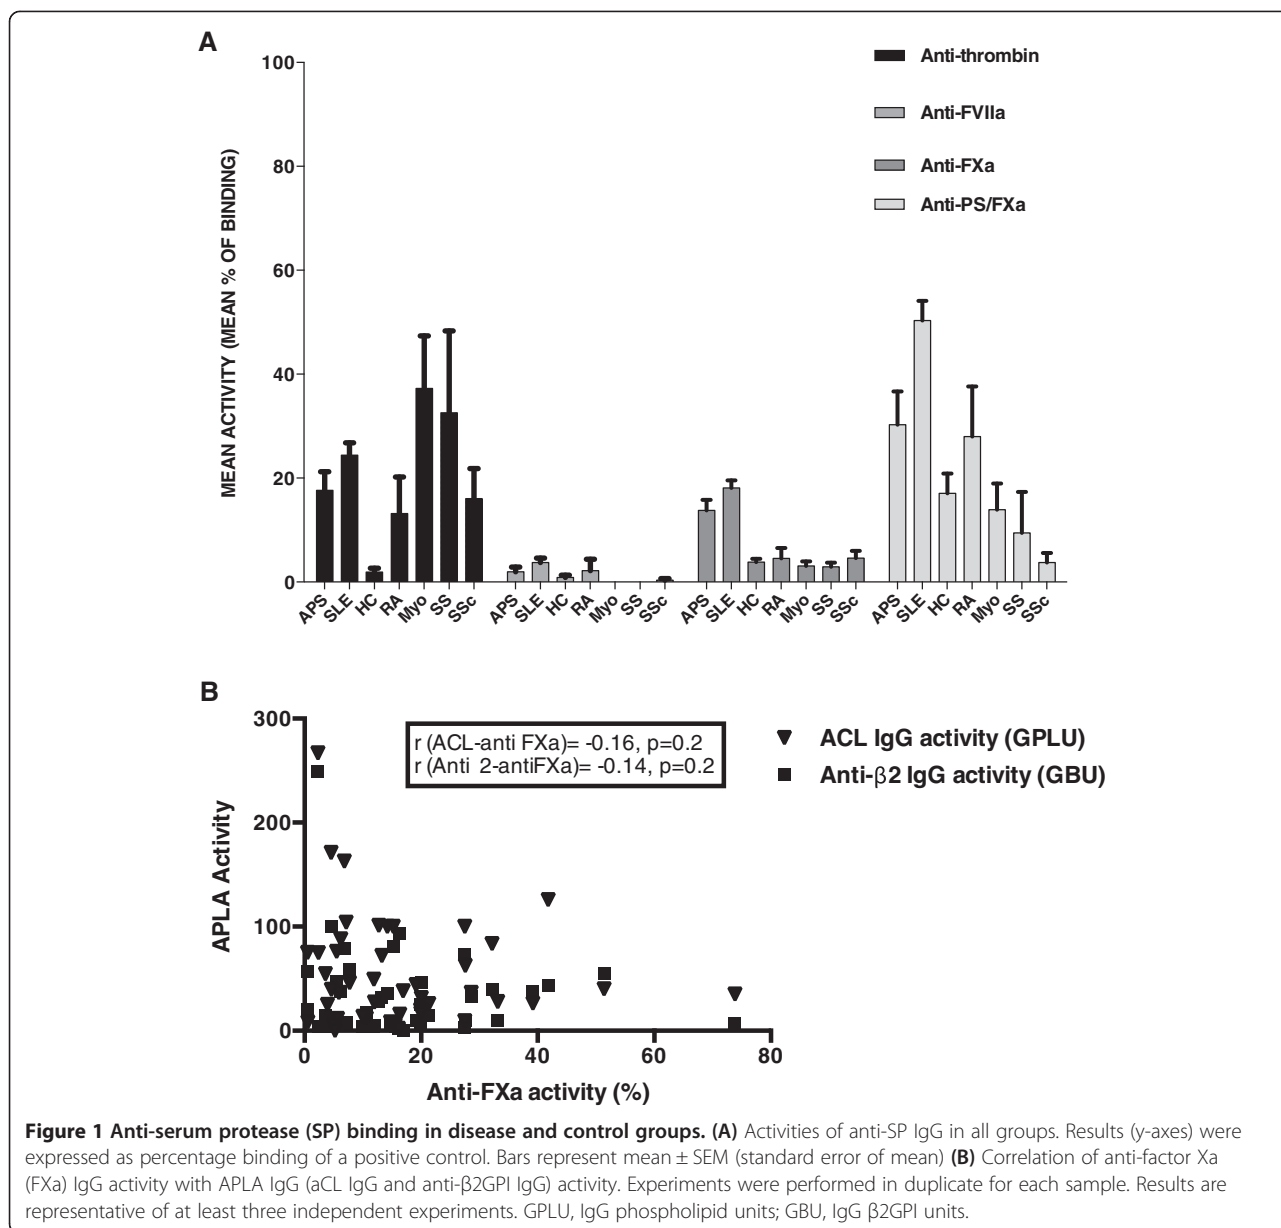 A
100
80
60
40
20
0
MEAN ACTIVITY (MEAN % OF BINDING)
Anti-thrombin
Anti-FVIIa
Anti-FXa
Anti-PS/FXa
APS SLE HC RA Myo SS SSc APS SLE HC RA Myo SS SSc APS SLE HC RA Myo SS SSc APS SLE HC RA Myo SS SSc
B
300
200
100
0
APLA Activity
r (ACL-anti FXa)= -0.16, p=0.2
r (Anti 2-antiFXa)= -0.14, p=0.2
ACL IgG activity (GPLU)
Anti-β2 IgG activity (GBU)
0 20 40 60 80
Anti-FXa activity (%)
Figure 1 Anti-serum protease (SP) binding in disease and control groups. (A) Activities of anti-SP IgG in all groups. Results (y-axes) were
expressed as percentage binding of a positive control. Bars represent mean ± SEM (standard error of mean) (B) Correlation of anti-factor Xa
(FXa) IgG activity with APLA IgG (aCL IgG and anti-β2GPI IgG) activity. Experiments were performed in duplicate for each sample. Results are
representative of at least three independent experiments. GPLU, IgG phospholipid units; GBU, IgG β2GPI units.